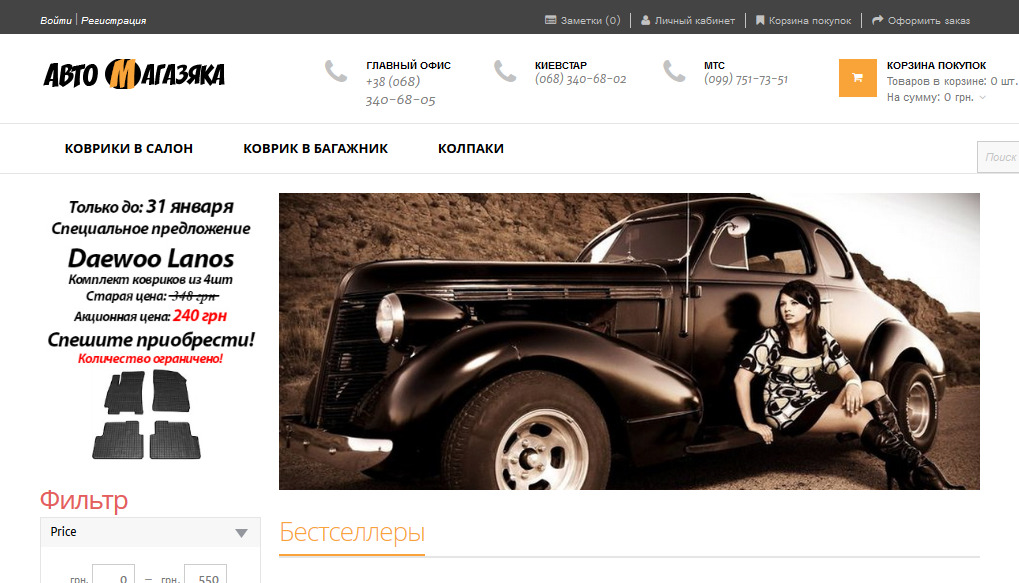 Войти | Регистрация
Заметки (0)
Личный кабинет
Корзина покупок
Оформить заказ
АВТО МАГАЗЯКА
ГЛАВНЫЙ ОФИС
+38 (068)
340-68-05
КИЕВСТАР
(068) 340-68-02
МТС
(099) 751-73-51
КОРЗИНА ПОКУПОК
Товаров в корзине: 0 шт.
На сумму: 0 грн.
КОВРИКИ В САЛОН
КОВРИК В БАГАЖНИК
КОЛПАКИ
Поиск
Только до: 31 января
Специальное предложение
Daewoo Lanos
Комплект ковриков из 4шт
Старая цена: 348 грн
Акционная цена: 240 грн
Спешите приобрести!
Количество ограничено!
Фильтр
Price
грн. 0 – грн. 550
Бестселлеры